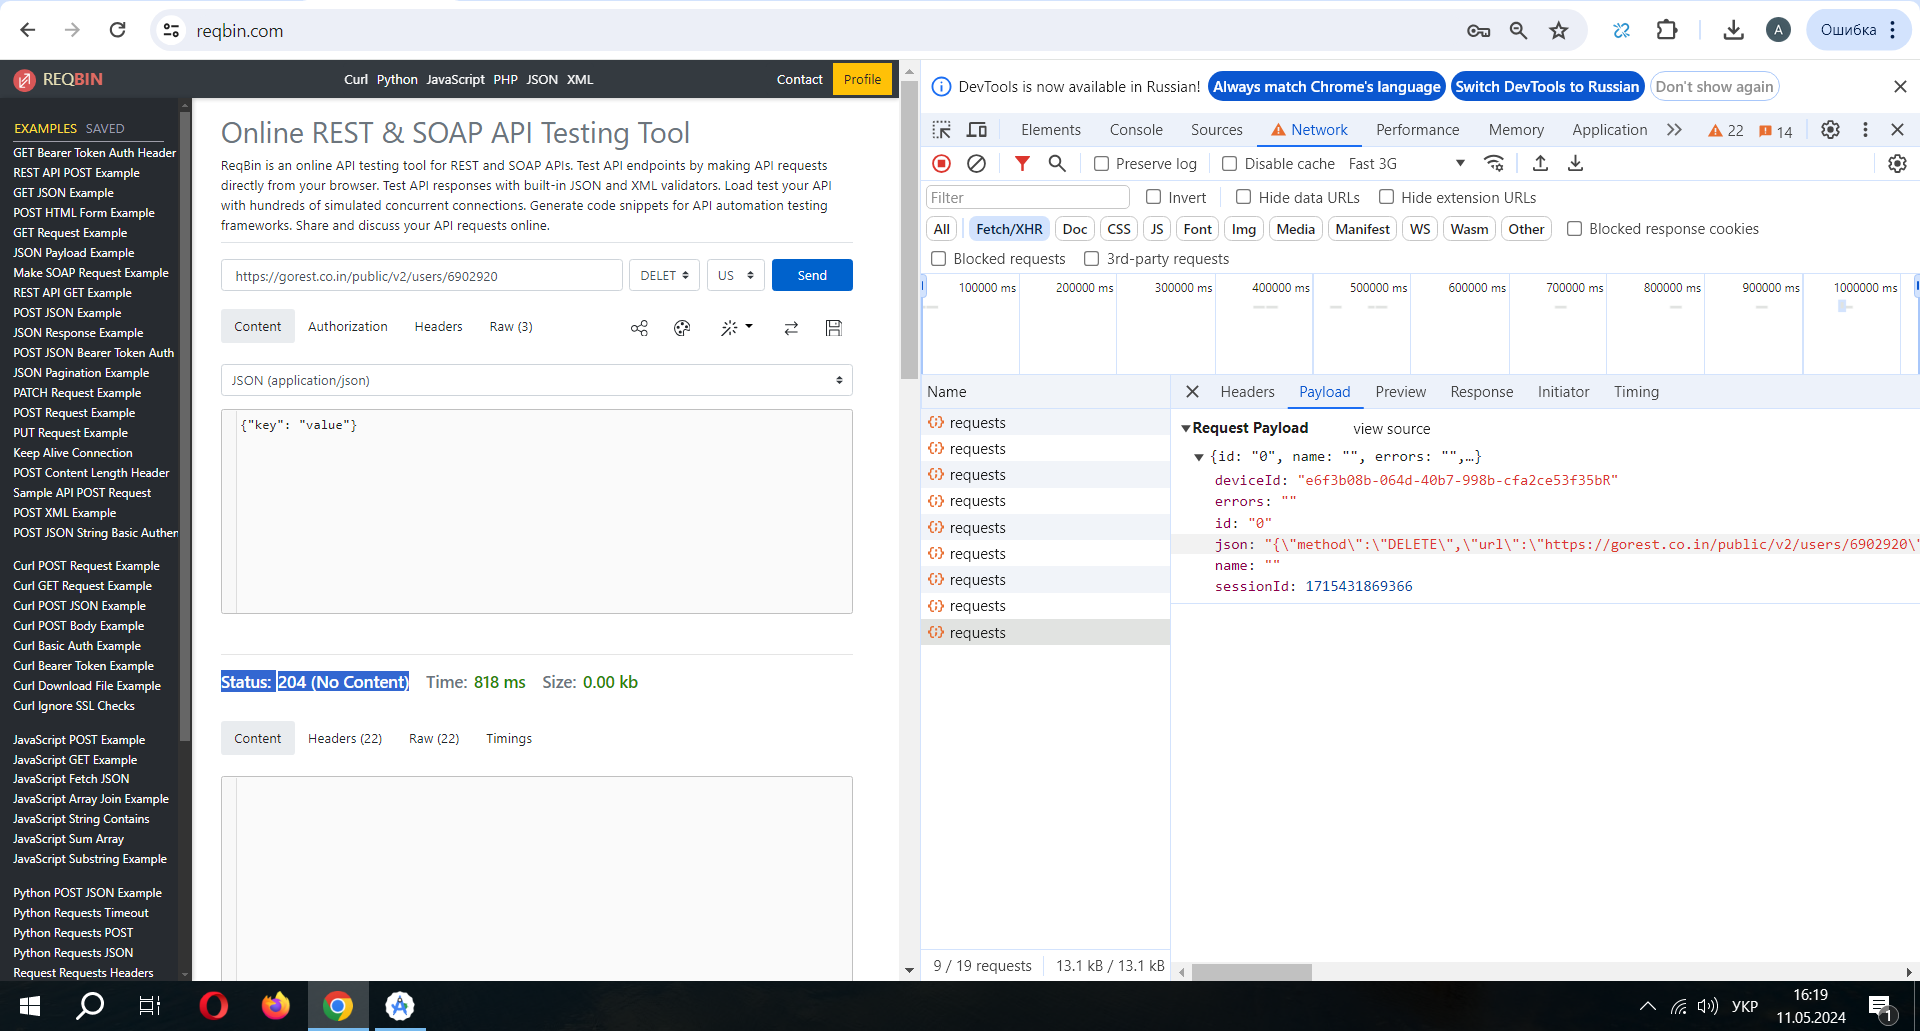 reqbin.com
A
Ошибка
REQBIN
Curl Python JavaScript PHP JSON XML
Contact
Profile
EXAMPLES SAVED
GET Bearer Token Auth Header
REST API POST Example
GET JSON Example
POST HTML Form Example
GET Request Example
JSON Payload Example
Make SOAP Request Example
REST API GET Example
POST JSON Example
JSON Response Example
POST JSON Bearer Token Auth
JSON Pagination Example
PATCH Request Example
POST Request Example
PUT Request Example
Keep Alive Connection
POST Content Length Header
Sample API POST Request
POST XML Example
POST JSON String Basic Authen
Curl POST Request Example
Curl GET Request Example
Curl POST JSON Example
Curl POST Body Example
Curl Basic Auth Example
Curl Bearer Token Example
Curl Download File Example
Curl Ignore SSL Checks
JavaScript POST Example
JavaScript GET Example
JavaScript Fetch JSON
JavaScript Array Join Example
JavaScript String Contains
JavaScript Sum Array
JavaScript Substring Example
Python POST JSON Example
Python Requests Timeout
Python Requests POST
Python Requests JSON
Request Requests Headers
Online REST & SOAP API Testing Tool
ReqBin is an online API testing tool for REST and SOAP APIs. Test API endpoints by making API requests
directly from your browser. Test API responses with built-in JSON and XML validators. Load test your API
with hundreds of simulated concurrent connections. Generate code snippets for API automation testing
frameworks. Share and discuss your API requests online.
https://gorest.co.in/public/v2/users/6902920
DELET
US
Send
Content Authorization Headers Raw (3)
JSON (application/json)
{"key": "value"}
Status: 204 (No Content) Time: 818 ms Size: 0.00 kb
Content Headers (22) Raw (22) Timings
DevTools is now available in Russian! Always match Chrome's language Switch DevTools to Russian Don't show again
Elements Console Sources Network Performance Memory Application 22 14
Preserve log Disable cache Fast 3G
Filter Invert Hide data URLs Hide extension URLs
All Fetch/XHR Doc CSS JS Font Img Media Manifest WS Wasm Other Blocked response cookies
Blocked requests 3rd-party requests
100000 ms 200000 ms 300000 ms 400000 ms 500000 ms 600000 ms 700000 ms 800000 ms 900000 ms 1000000 ms
Name
requests
requests
requests
requests
requests
requests
requests
requests
requests
9 / 19 requests 13.1 kB / 13.1 kB
Headers Payload Preview Response Initiator Timing
Request Payload view source
{id: "0", name: "", errors: "",…}
deviceId: "e6f3b08b-064d-40b7-998b-cfa2ce53f35bR"
errors: ""
id: "0"
json: "{\"method\":\"DELETE\",\"url\":\"https://gorest.co.in/public/v2/users/6902920\"
name: ""
sessionId: 1715431869366
УКР
16:19
11.05.2024
1